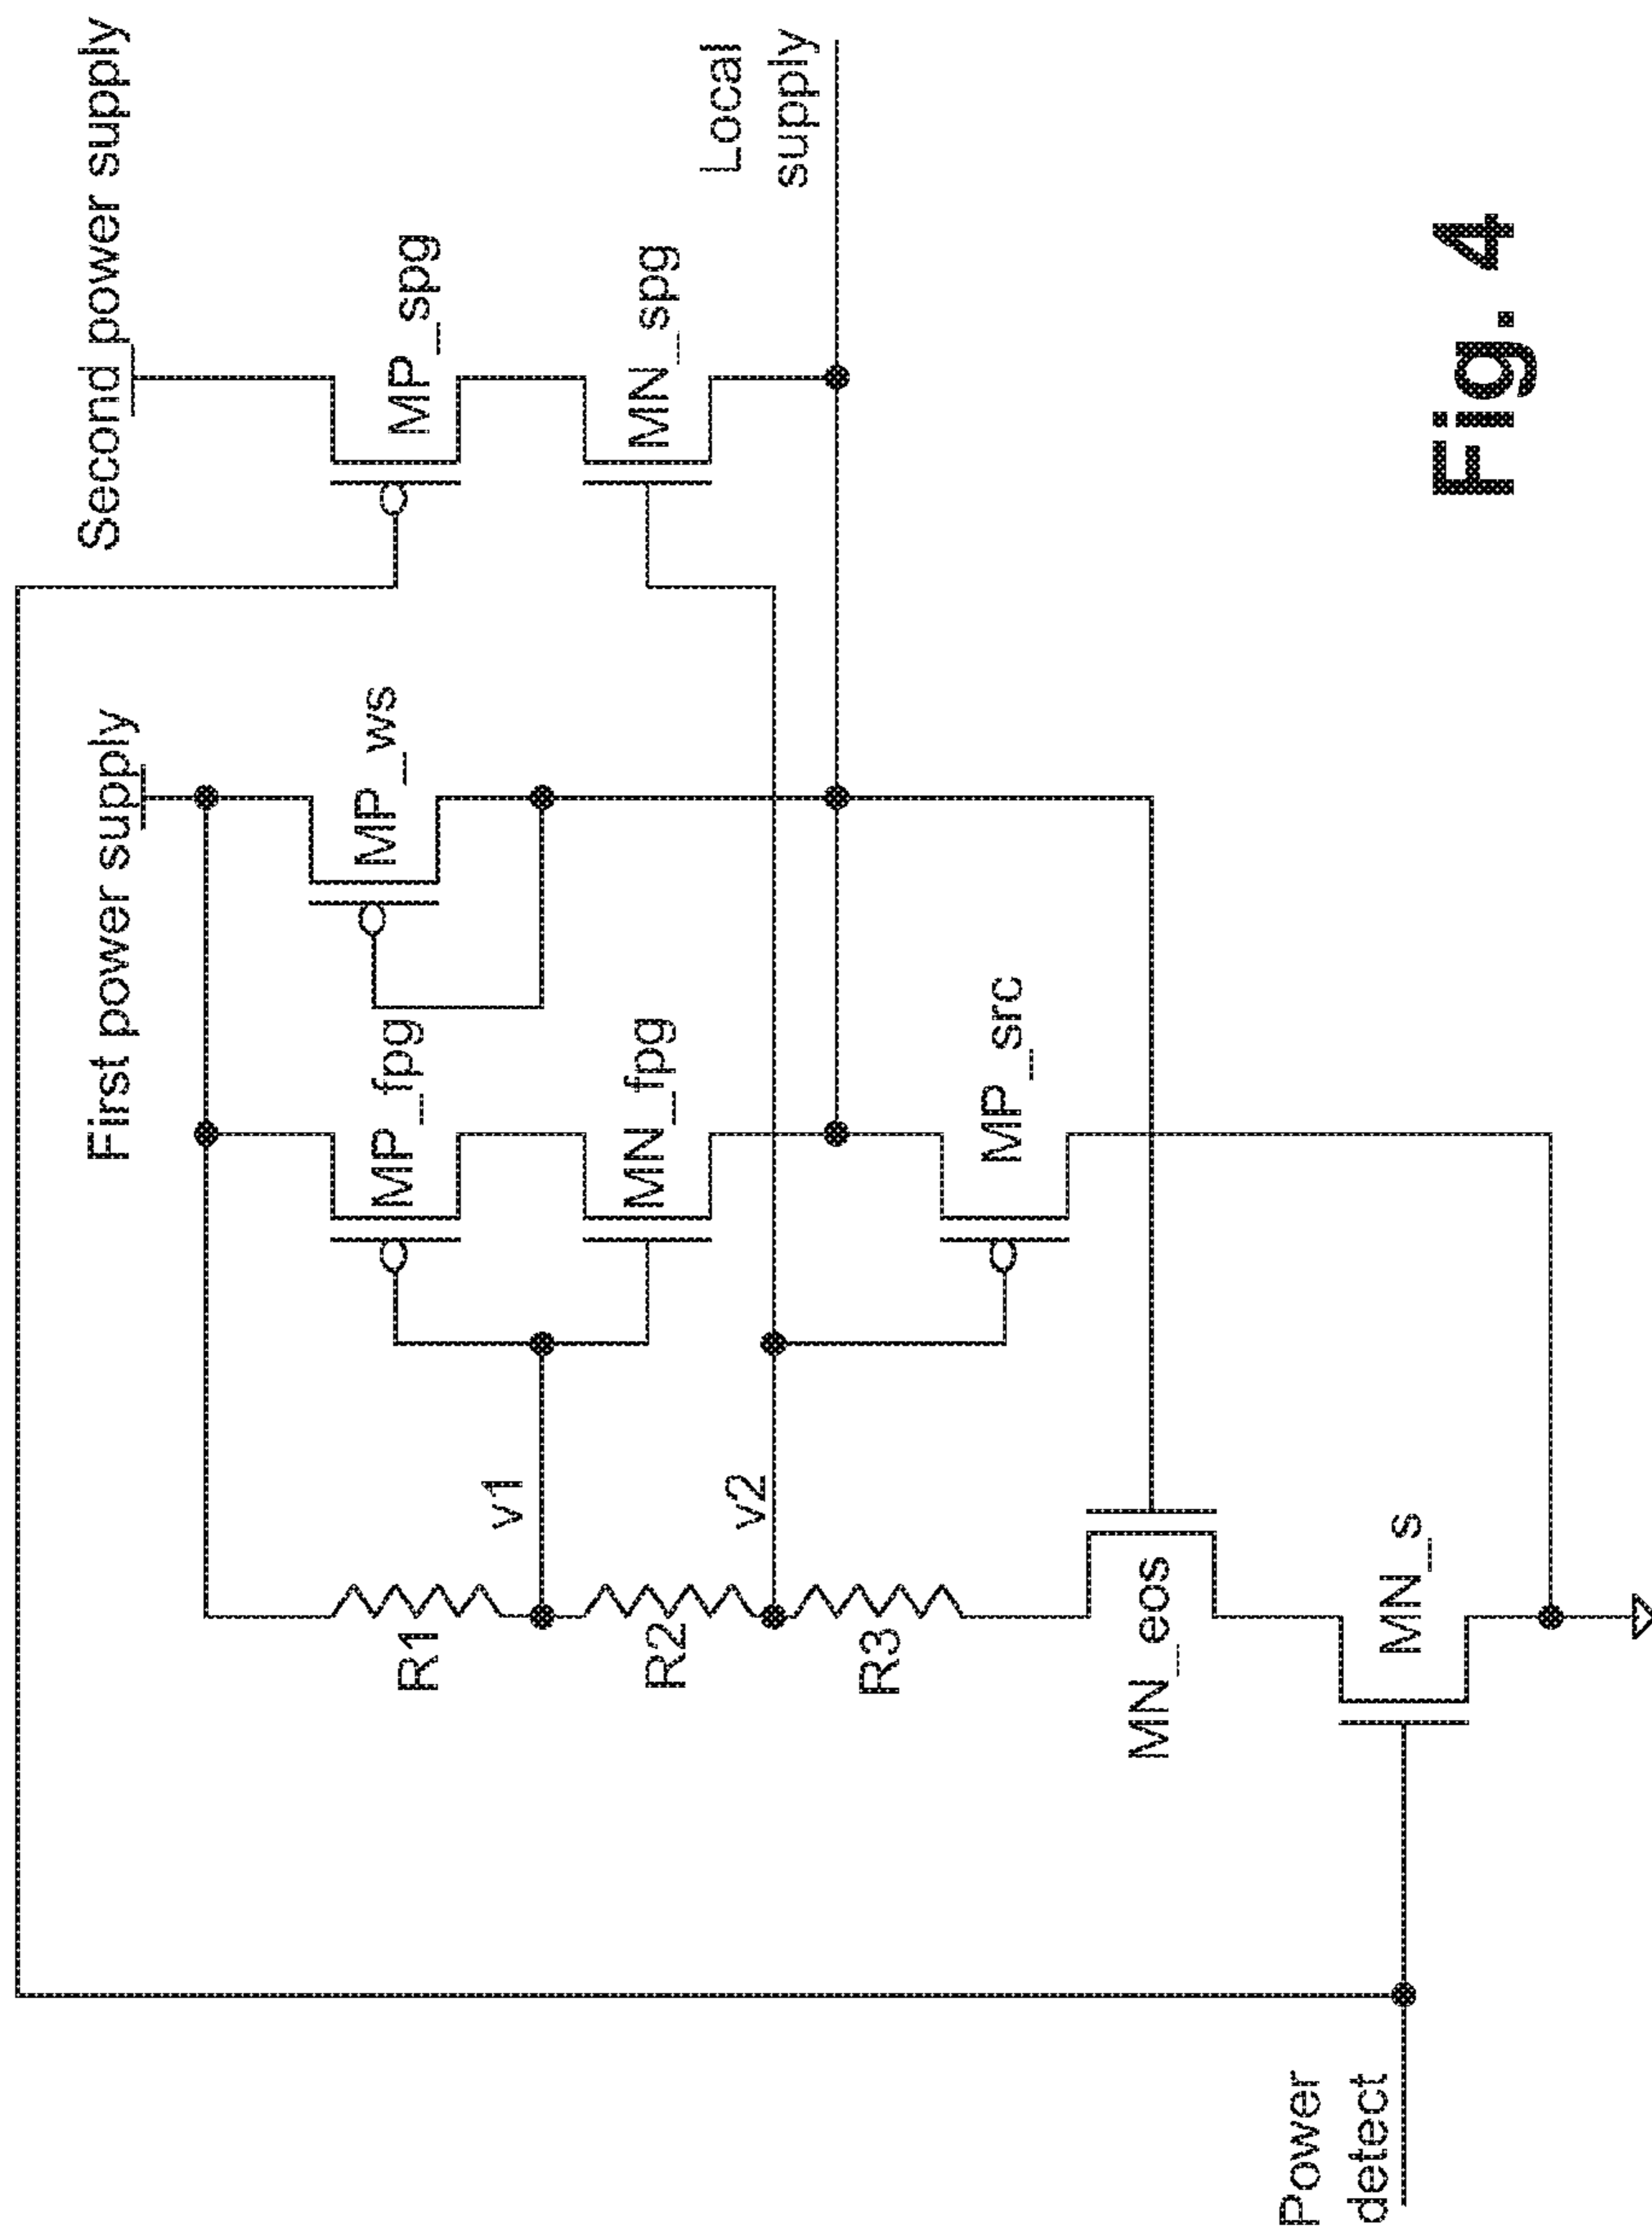 Second power supply
First power supply
MP_spg
MP_ws
MP_fpg
R1
v1
MN_spg
MN_fpg
R2
v2
Local
supply
R3
MP_src
MN_eos
MN_s
Power
detect
Fig. 4